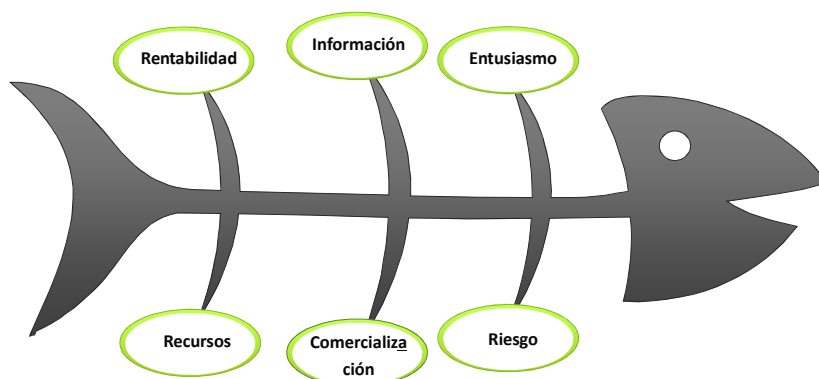 Rentabilidad
Información
Entusiasmo
Recursos
Comercializa
ción
Riesgo